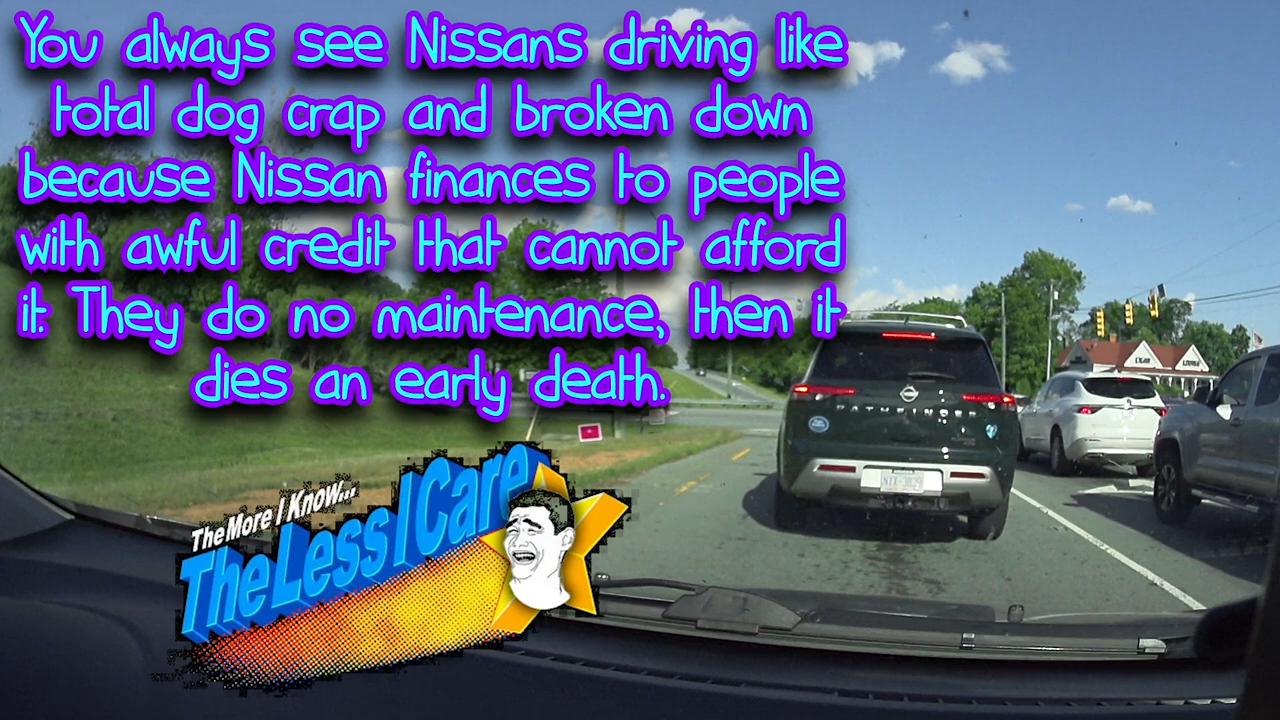 You always see Nissans driving like
total dog crap and broken down
because Nissan finances to people
with awful credit that cannot afford
it. They do no maintenance, then it
dies an early death.
The More I Know...
The Less I Care
PATHFINDER